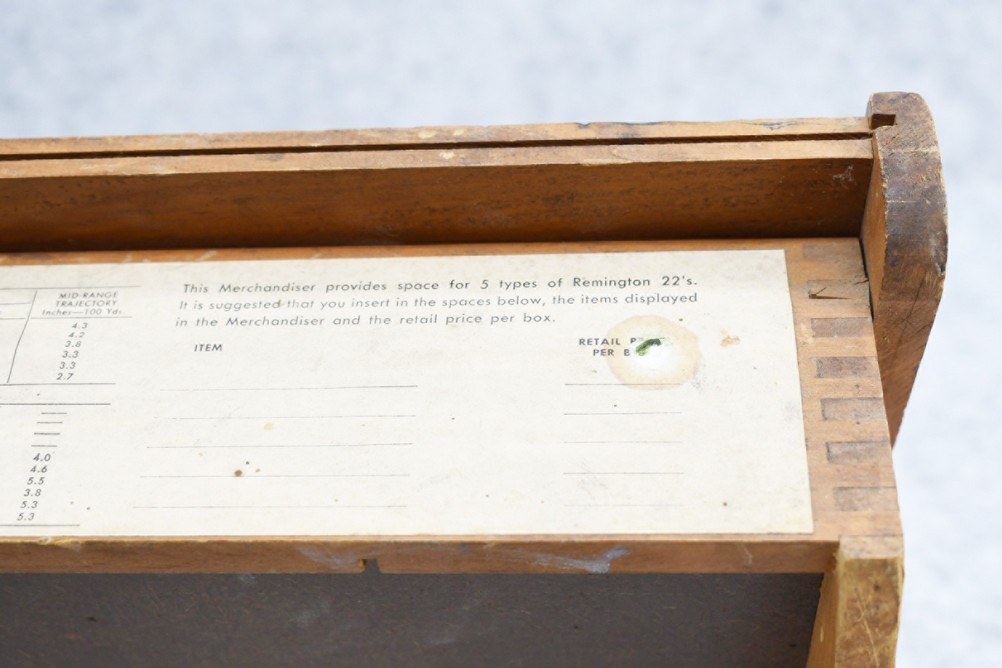 This Merchandiser provides space for 5 types of Remington 22's.
It is suggested that you insert in the spaces below, the items displayed
in the Merchandiser and the retail price per box.
ITEM
RETAIL
PER
MID-RANGE
TRAJECTORY
Inches—100 Yds.
4.3
4.2
3.8
3.3
3.3
2.7
4.0
4.6
5.5
3.8
5.3
5.3